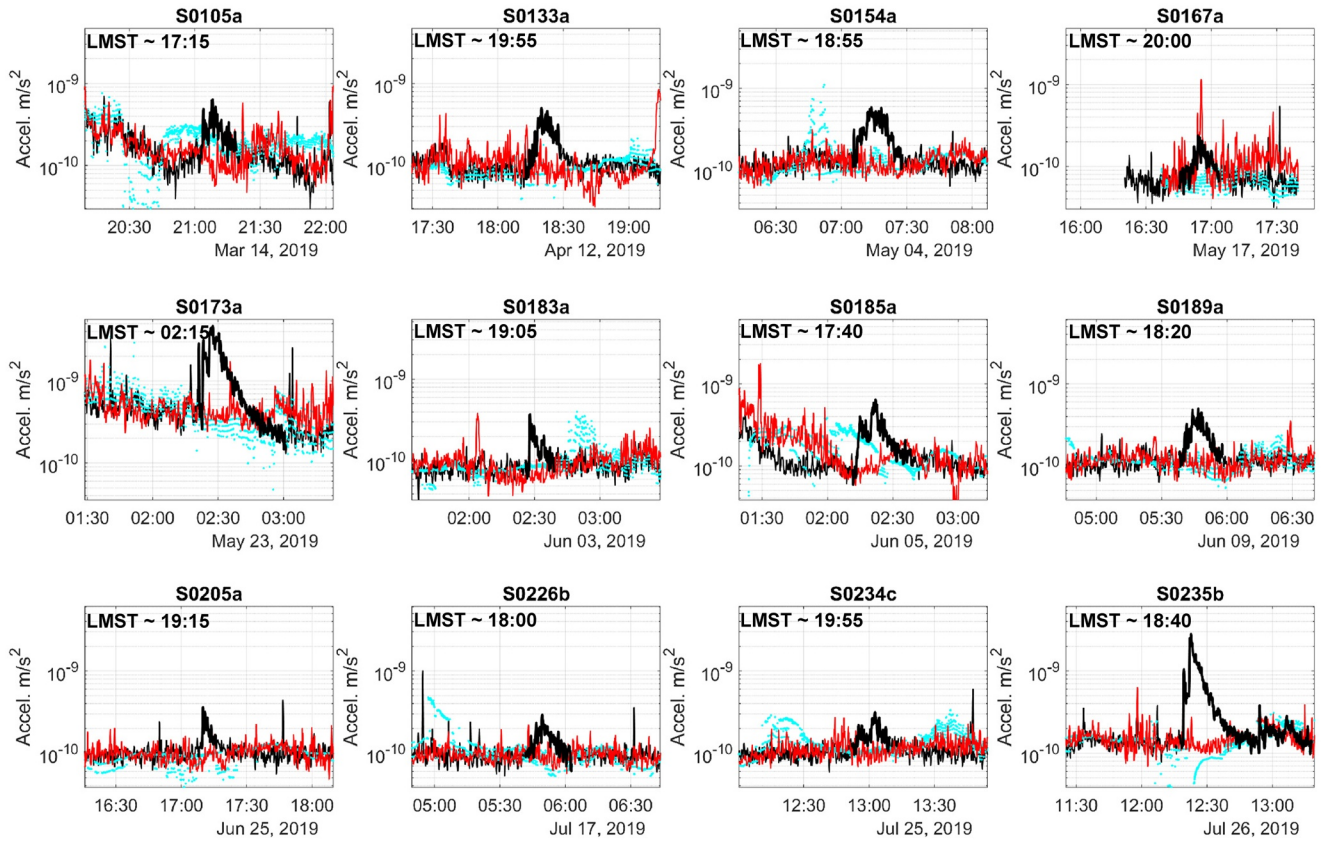 S0105a
LMST ~ 17:15
Accel. m/s²
10⁻⁹
10⁻¹⁰
20:30 21:00 21:30 22:00
Mar 14, 2019
S0133a
LMST ~ 19:55
Accel. m/s²
10⁻⁹
10⁻¹⁰
17:30 18:00 18:30 19:00
Apr 12, 2019
S0154a
LMST ~ 18:55
Accel. m/s²
10⁻⁹
10⁻¹⁰
06:30 07:00 07:30 08:00
May 04, 2019
S0167a
LMST ~ 20:00
Accel. m/s²
10⁻⁹
10⁻¹⁰
16:00 16:30 17:00 17:30
May 17, 2019
S0173a
LMST ~ 02:15
Accel. m/s²
10⁻⁹
10⁻¹⁰
01:30 02:00 02:30 03:00
May 23, 2019
S0183a
LMST ~ 19:05
Accel. m/s²
10⁻⁹
10⁻¹⁰
02:00 02:30 03:00
Jun 03, 2019
S0185a
LMST ~ 17:40
Accel. m/s²
10⁻⁹
10⁻¹⁰
01:30 02:00 02:30 03:00
Jun 05, 2019
S0189a
LMST ~ 18:20
Accel. m/s²
10⁻⁹
10⁻¹⁰
05:00 05:30 06:00 06:30
Jun 09, 2019
S0205a
LMST ~ 19:15
Accel. m/s²
10⁻⁹
10⁻¹⁰
16:30 17:00 17:30 18:00
Jun 25, 2019
S0226b
LMST ~ 18:00
Accel. m/s²
10⁻⁹
10⁻¹⁰
05:00 05:30 06:00 06:30
Jul 17, 2019
S0234c
LMST ~ 19:55
Accel. m/s²
10⁻⁹
10⁻¹⁰
12:30 13:00 13:30
Jul 25, 2019
S0235b
LMST ~ 18:40
Accel. m/s²
10⁻⁹
10⁻¹⁰
11:30 12:00 12:30 13:00
Jul 26, 2019